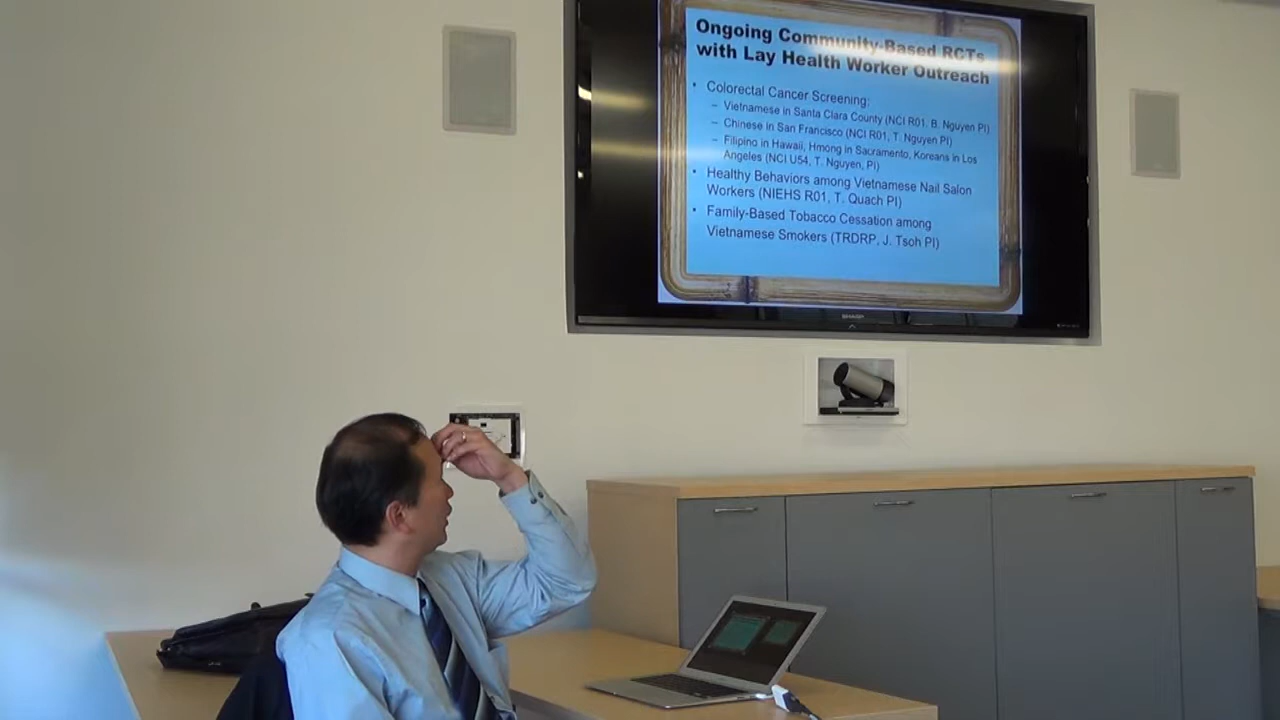 Ongoing Community-Based RCTs
with Lay Health Worker Outreach
• Colorectal Cancer Screening:
– Vietnamese in Santa Clara County (NCI R01. B. Nguyen PI)
– Chinese in San Francisco (NCI R01, T. Nguyen PI)
– Filipino in Hawaii, Hmong in Sacramento, Koreans in Los
Angeles (NCI U54, T. Nguyen, PI)
• Healthy Behaviors among Vietnamese Nail Salon
Workers (NIEHS R01, T. Quach PI)
• Family-Based Tobacco Cessation among
Vietnamese Smokers (TRDRP, J. Tsoh PI)
SHARP